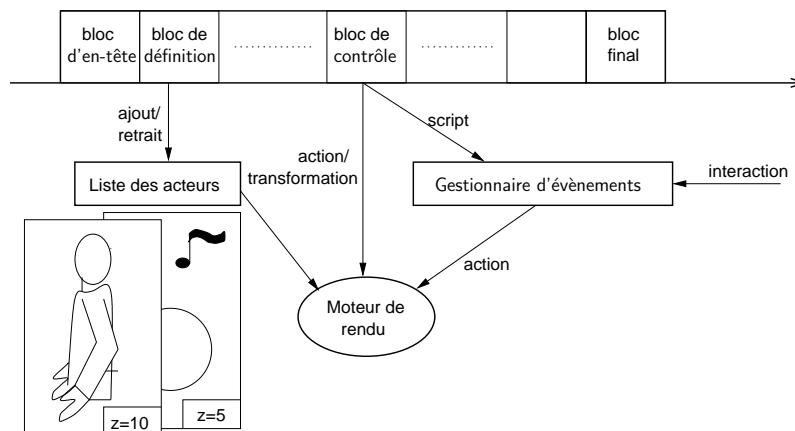 bloc
d'en-tête
bloc de
définition
bloc de
contrôle
bloc
final
ajout/
retrait
action/
transformation
script
interaction
Liste des acteurs
Gestionnaire d'évènements
action
Moteur de
rendu
z=10
z=5